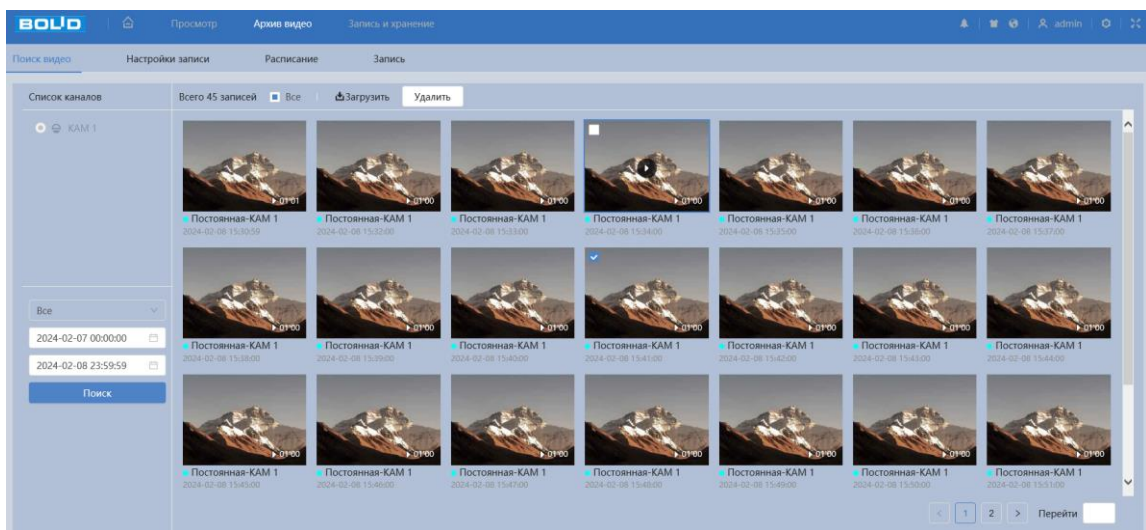 BOLID Просмотр Архив видео Запись и хранение admin
Поиск видео Настройки записи Расписание Запись
Список каналов
Всего 45 записей Все Загрузить Удалить
КАМ 1
01:01 01:00 01:00 01:00 01:00 01:00 01:00
Постоянная-КАМ 1 Постоянная-КАМ 1 Постоянная-КАМ 1 Постоянная-КАМ 1 Постоянная-КАМ 1 Постоянная-КАМ 1 Постоянная-КАМ 1
2024-02-08 15:30:59 2024-02-08 15:32:00 2024-02-08 15:33:00 2024-02-08 15:34:00 2024-02-08 15:35:00 2024-02-08 15:36:00 2024-02-08 15:37:00
01:00 01:00 01:00 01:00 01:00 01:00 01:00
Постоянная-КАМ 1 Постоянная-КАМ 1 Постоянная-КАМ 1 Постоянная-КАМ 1 Постоянная-КАМ 1 Постоянная-КАМ 1 Постоянная-КАМ 1
2024-02-08 15:38:00 2024-02-08 15:39:00 2024-02-08 15:40:00 2024-02-08 15:41:00 2024-02-08 15:42:00 2024-02-08 15:43:00 2024-02-08 15:44:00
Все
2024-02-07 00:00:00
2024-02-08 23:59:59
Поиск
01:00 01:00 01:00 01:00 01:00 01:00 01:00
Постоянная-КАМ 1 Постоянная-КАМ 1 Постоянная-КАМ 1 Постоянная-КАМ 1 Постоянная-КАМ 1 Постоянная-КАМ 1 Постоянная-КАМ 1
2024-02-08 15:45:00 2024-02-08 15:46:00 2024-02-08 15:47:00 2024-02-08 15:48:00 2024-02-08 15:49:00 2024-02-08 15:50:00 2024-02-08 15:51:00
< 1 2 > Перейти